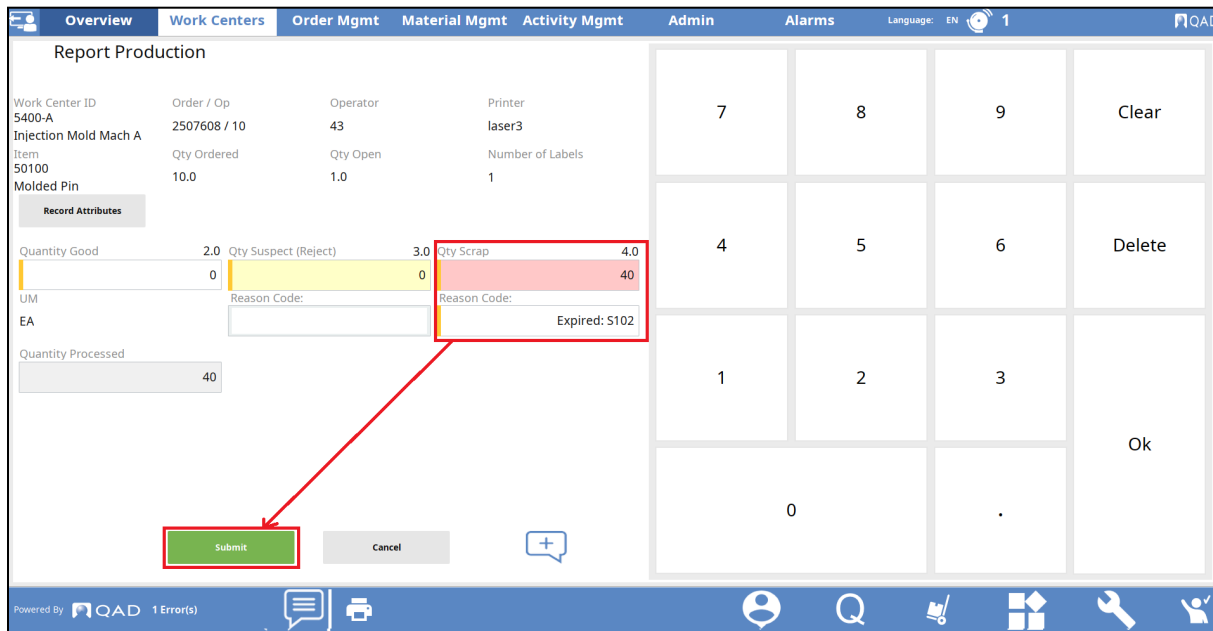 Overview Work Centers Order Mgmt Material Mgmt Activity Mgmt Admin Alarms Language: EN 1 QAD
Report Production
Work Center ID Order / Op Operator Printer
5400-A 2507608 / 10 43 laser3
Injection Mold Mach A
Item Qty Ordered Qty Open Number of Labels
50100 10.0 1.0 1
Molded Pin
Record Attributes
Quantity Good 2.0 Qty Suspect (Reject) 3.0 Qty Scrap 4.0
0 0 40
UM Reason Code: Reason Code:
EA Expired: S102
Quantity Processed
40
Submit Cancel
7 8 9 Clear
4 5 6 Delete
1 2 3
Ok
0 .
Powered By QAD 1 Error(s) Q